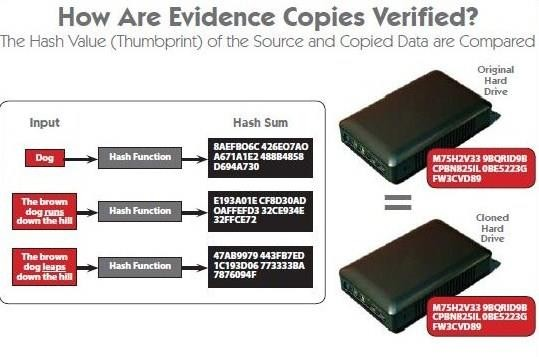 How Are Evidence Copies Verified?
The Hash Value (Thumbprint) of the Source and Copied Data are Compared
Input
Hash Sum
Dog
Hash Function
8AEFBO6C 426EO7AO
A671A1E2 488B4858
D694A730
The brown
dog runs
down the hill
Hash Function
E193A01E CF8D30AD
OAFFEFD3 32CE934E
32FFCE72
The brown
dog leaps
down the hill
Hash Function
47AB9979 443FB7ED
1C193D06 773333BA
7876094F
Original
Hard
Drive
M75H2V33 9BQRID9B
CPBN825IL 0BE5223G
FW3CVD89
=
Cloned
Hard
Drive
M75H2V33 9BQRID9B
CPBN825IL 0BE5223G
FW3CVD89